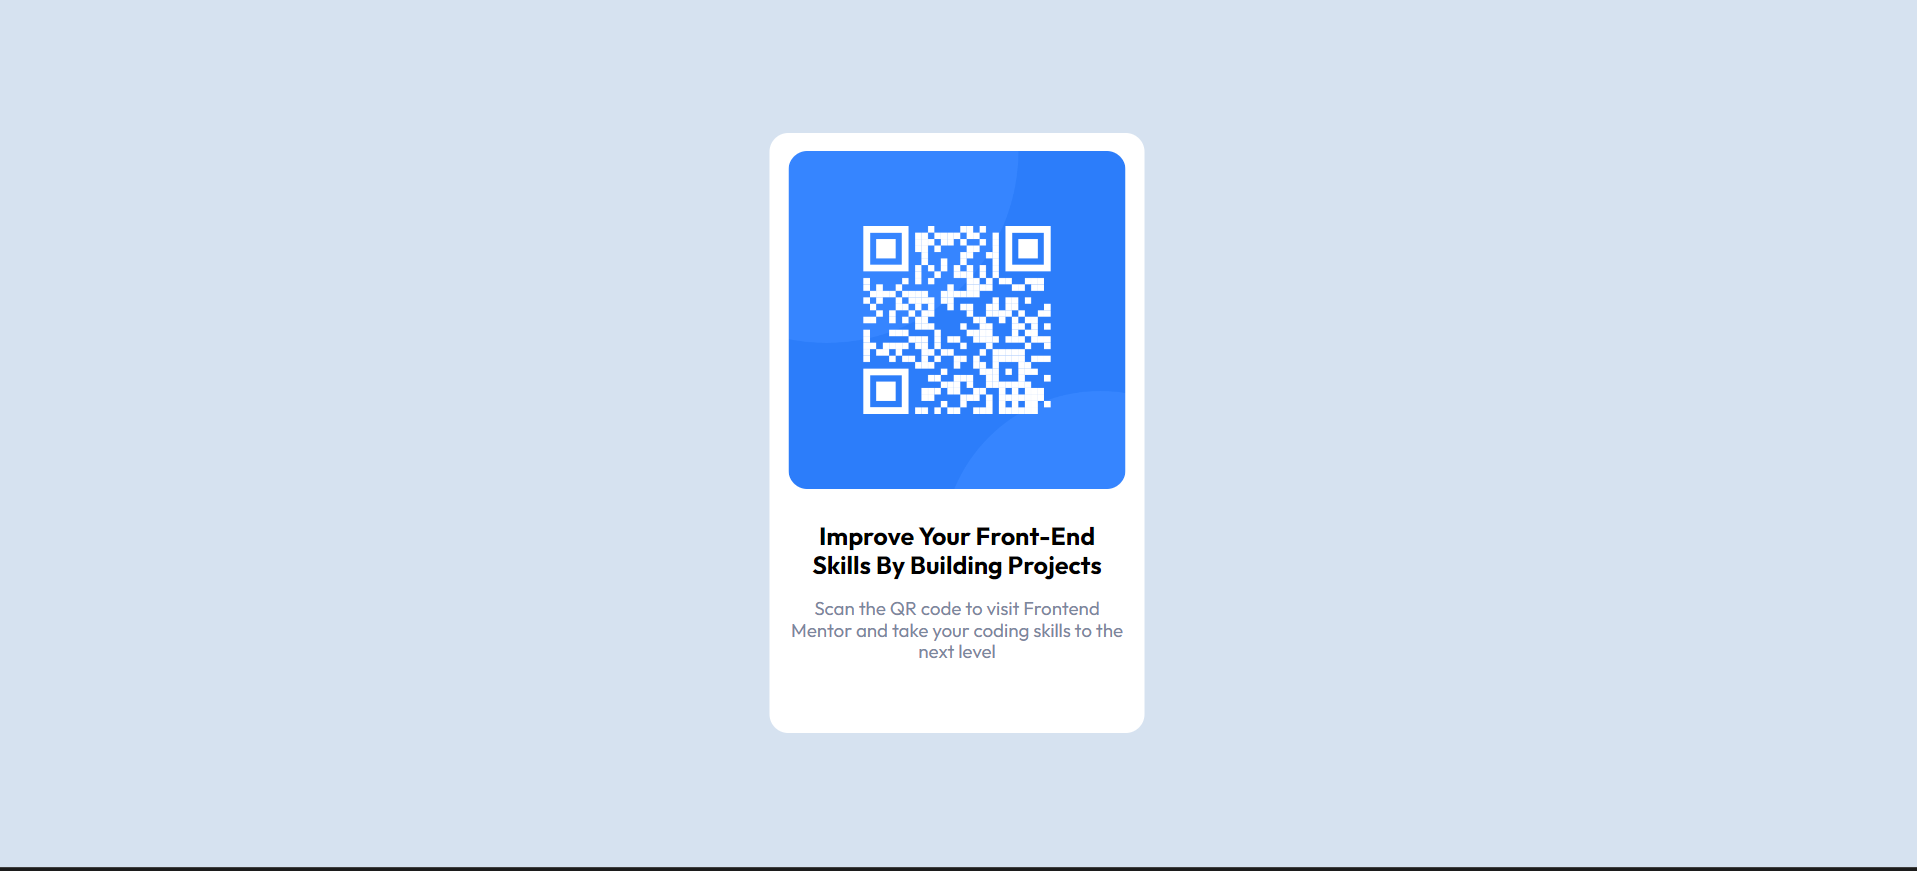 Improve Your Front-End
Skills By Building Projects
Scan the QR code to visit Frontend
Mentor and take your coding skills to the
next level